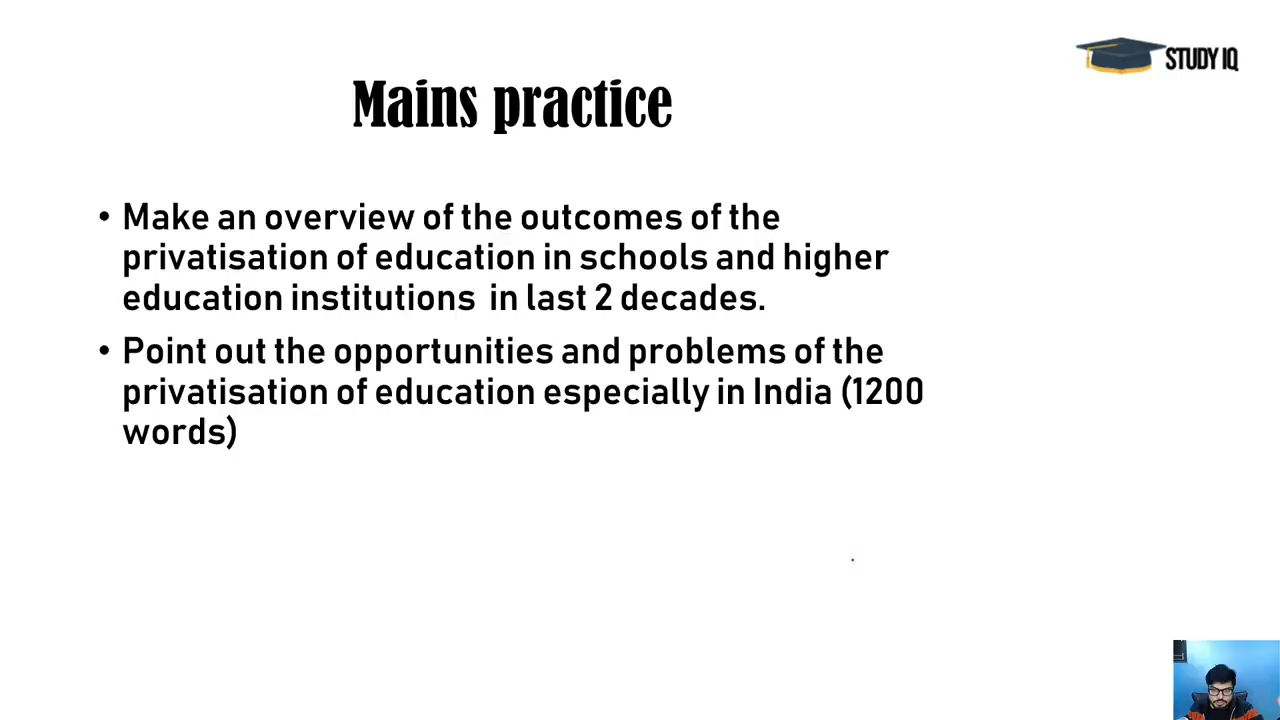 STUDY IQ
Mains practice
• Make an overview of the outcomes of the
privatisation of education in schools and higher
education institutions in last 2 decades.
• Point out the opportunities and problems of the
privatisation of education especially in India (1200
words)